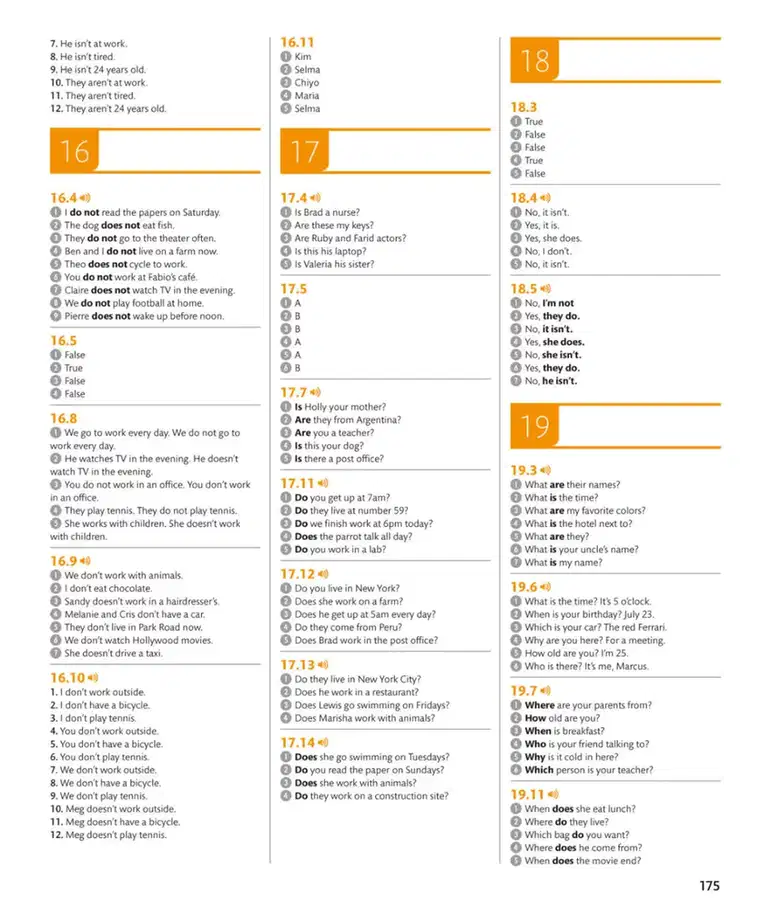 7. He isn't at work.
8. He isn't tired.
9. He isn't 24 years old.
10. They aren't at work.
11. They aren't tired.
12. They aren't 24 years old.
16
16.4
1 I do not read the papers on Saturday.
2 The dog does not eat fish.
3 They do not go to the theater often.
4 Ben and I do not live on a farm now.
5 Theo does not cycle to work.
6 You do not work at Fabio's café.
7 Claire does not watch TV in the evening.
8 We do not play football at home.
9 Pierre does not wake up before noon.
16.5
1 False
2 True
3 False
4 False
16.8
1 We go to work every day. We do not go to
work every day.
2 He watches TV in the evening. He doesn't
watch TV in the evening.
3 You do not work in an office. You don't work
in an office.
4 They play tennis. They do not play tennis.
5 She works with children. She doesn't work
with children.
16.9
1 We don't work with animals.
2 I don't eat chocolate.
3 Sandy doesn't work in a hairdresser's.
4 Melanie and Cris don't have a car.
5 They don't live in Park Road now.
6 We don't watch Hollywood movies.
7 She doesn't drive a taxi.
16.10
1. I don't work outside.
2. I don't have a bicycle.
3. I don't play tennis.
4. You don't work outside.
5. You don't have a bicycle.
6. You don't play tennis.
7. We don't work outside.
8. We don't have a bicycle.
9. We don't play tennis.
10. Meg doesn't work outside.
11. Meg doesn't have a bicycle.
12. Meg doesn't play tennis.
16.11
1 Kim
2 Selma
3 Chiyo
4 Maria
5 Selma
17
17.4
1 Is Brad a nurse?
2 Are these my keys?
3 Are Ruby and Farid actors?
4 Is this his laptop?
5 Is Valeria his sister?
17.5
1 A
2 B
3 B
4 A
5 A
6 B
17.7
1 Is Holly your mother?
2 Are they from Argentina?
3 Are you a teacher?
4 Is this your dog?
5 Is there a post office?
17.11
1 Do you get up at 7am?
2 Do they live at number 59?
3 Do we finish work at 6pm today?
4 Does the parrot talk all day?
5 Do you work in a lab?
17.12
1 Do you live in New York?
2 Does she work on a farm?
3 Does he get up at 5am every day?
4 Do they come from Peru?
5 Does Brad work in the post office?
17.13
1 Do they live in New York City?
2 Does he work in a restaurant?
3 Does Lewis go swimming on Fridays?
4 Does Marisha work with animals?
17.14
1 Does she go swimming on Tuesdays?
2 Do you read the paper on Sundays?
3 Does she work with animals?
4 Do they work on a construction site?
18
18.3
1 True
2 False
3 False
4 True
5 False
18.4
1 No, it isn't.
2 Yes, it is.
3 Yes, she does.
4 No, I don't.
5 No, it isn't.
18.5
1 No, I'm not
2 Yes, they do.
3 No, it isn't.
4 Yes, she does.
5 No, she isn't.
6 Yes, they do.
7 No, he isn't.
19
19.3
1 What are their names?
2 What is the time?
3 What are my favorite colors?
4 What is the hotel next to?
5 What are they?
6 What is your uncle's name?
7 What is my name?
19.6
1 What is the time? It's 5 o'clock.
2 When is your birthday? July 23.
3 Which is your car? The red Ferrari.
4 Why are you here? For a meeting.
5 How old are you? I'm 25.
6 Who is there? It's me, Marcus.
19.7
1 Where are your parents from?
2 How old are you?
3 When is breakfast?
4 Who is your friend talking to?
5 Why is it cold in here?
6 Which person is your teacher?
19.11
1 When does she eat lunch?
2 Where do they live?
3 Which bag do you want?
4 Where does he come from?
5 When does the movie end?
175